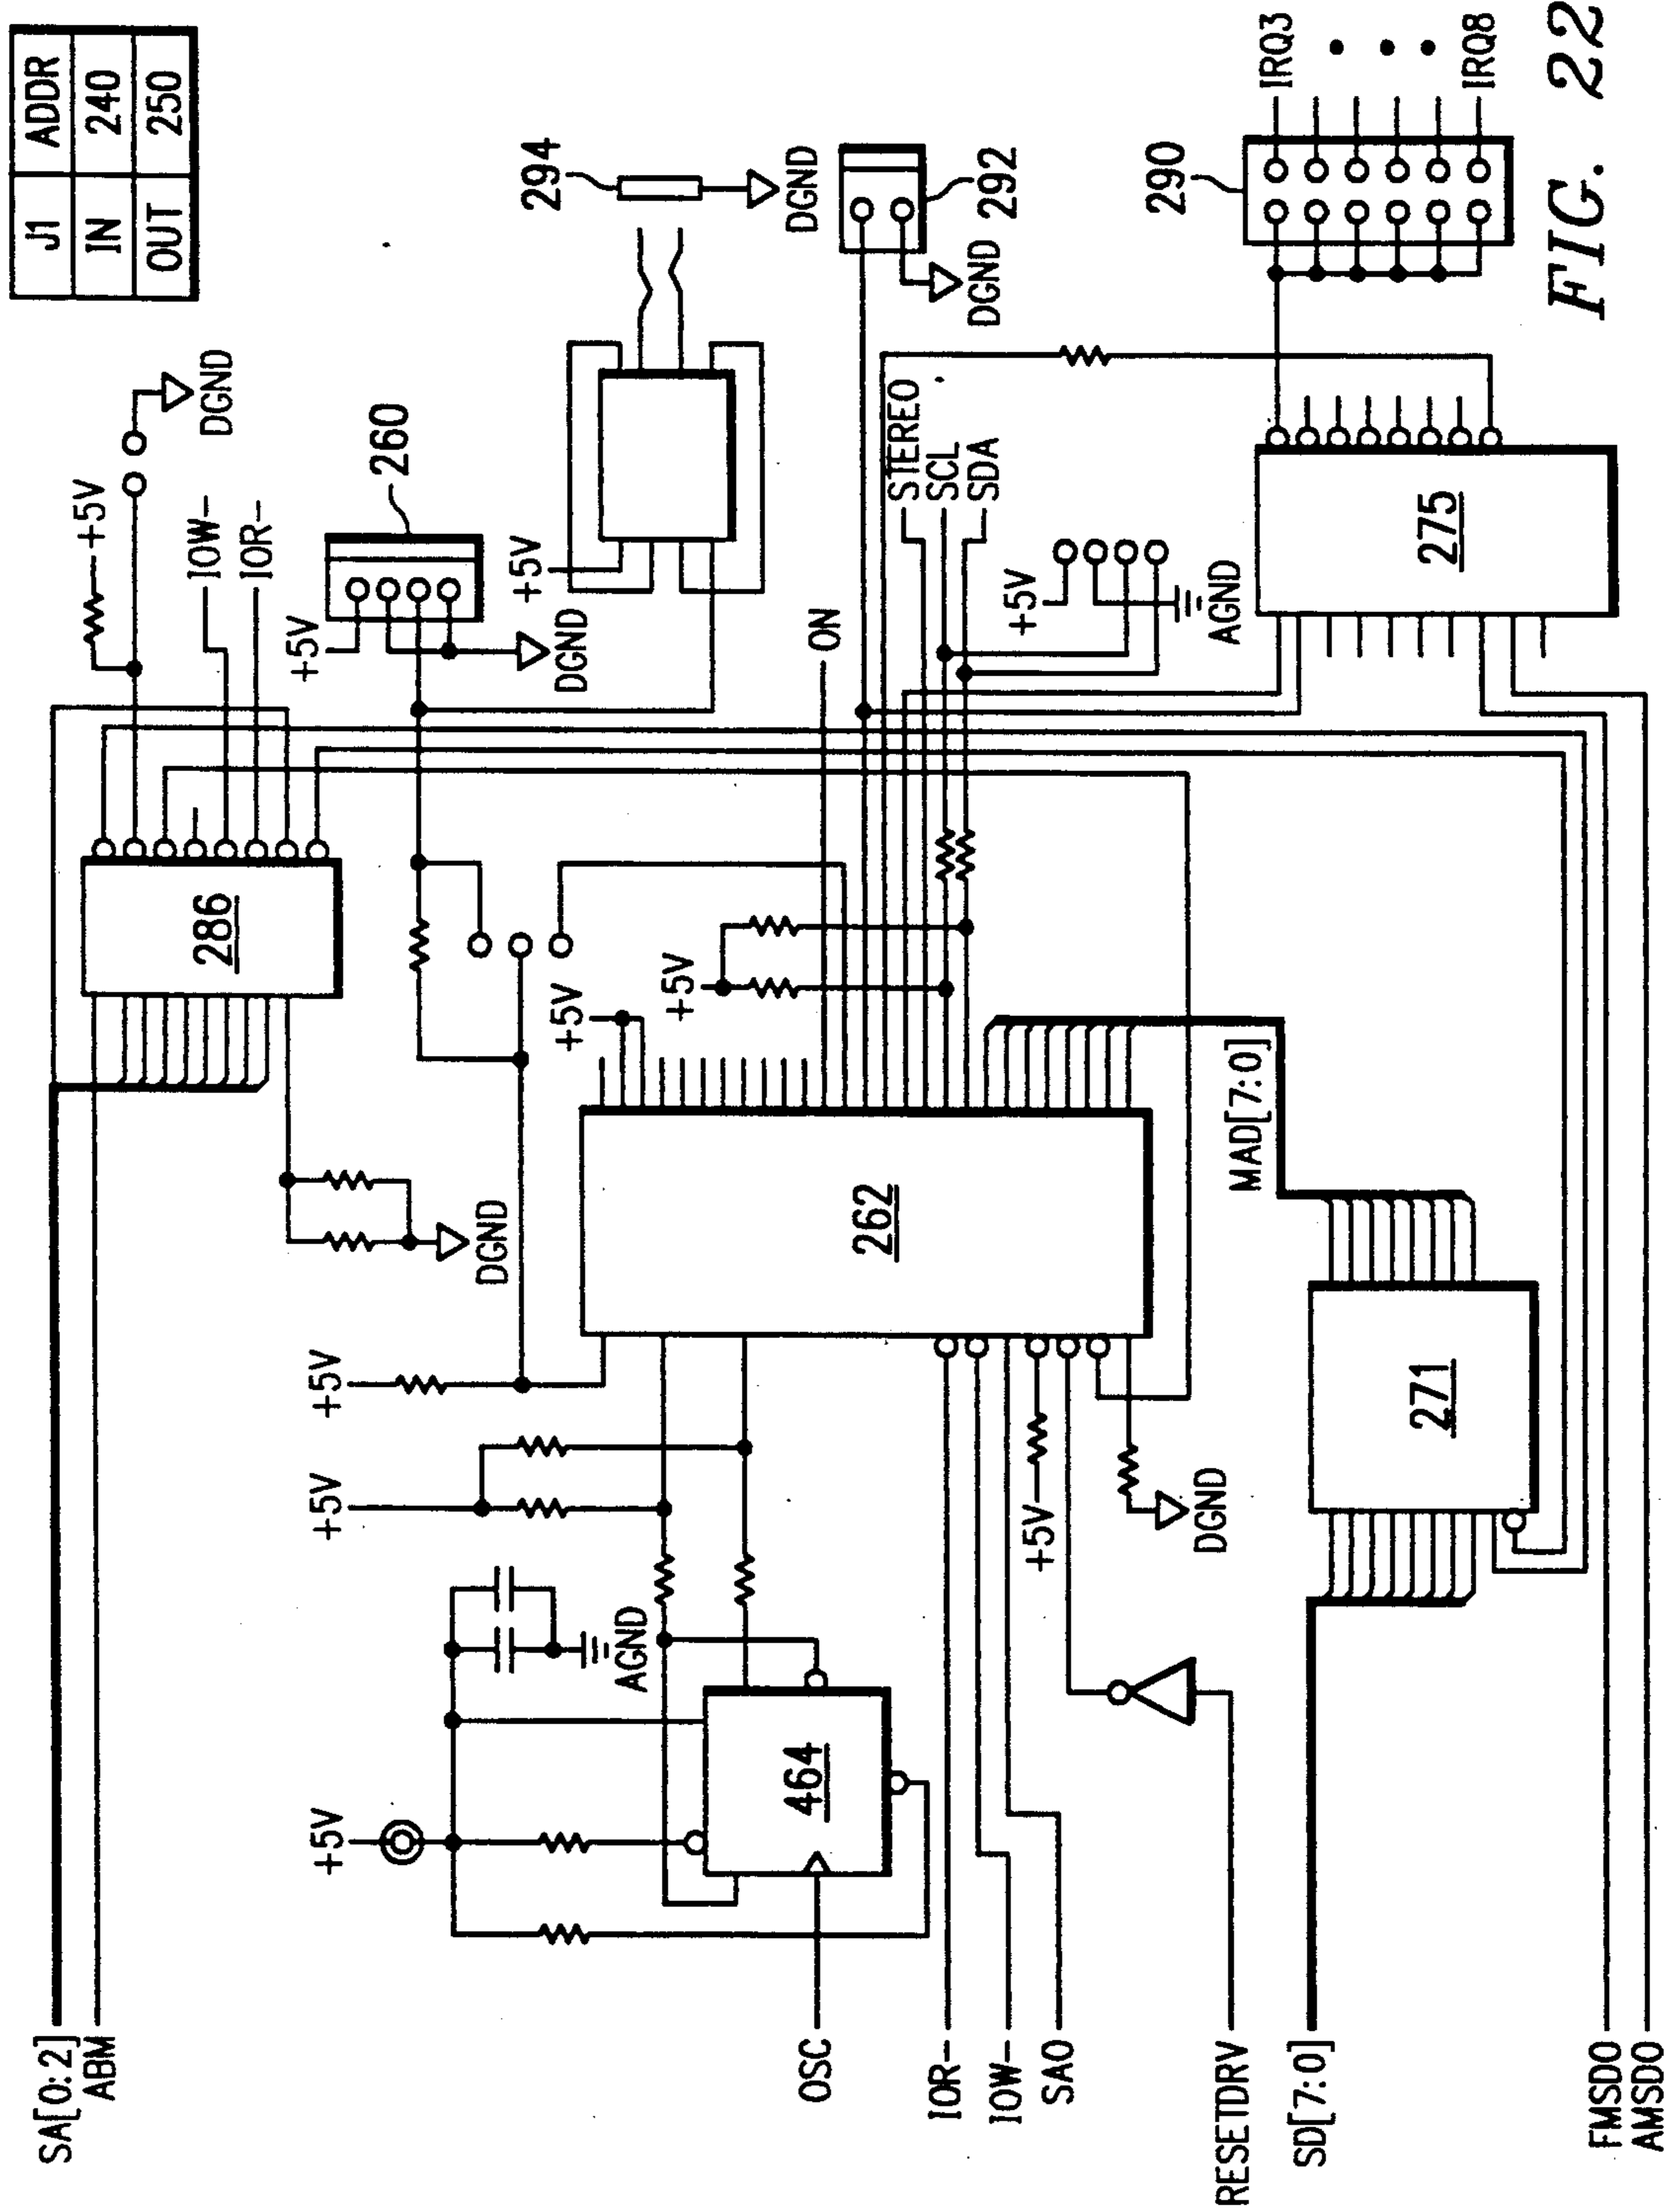 J1 ADDR
IN 240
OUT 250
+5V
DGND
IOW-
IOR-
286
260
+5V
DGND
+5V
294
DGND
292
DGND
ON
STEREO
SCL
SDA
+5V
AGND
290
IRQ3
IRQ8
275
+5V
+5V
DGND
262
MAD[7:0]
271
+5V
+5V
AGND
+5V
464
+5V
DGND
SA[0:2]
ABM
OSC
IOR-
IOW-
SA0
RESETDRV
SD[7:0]
FMSDO
AMSDO
FIG. 22